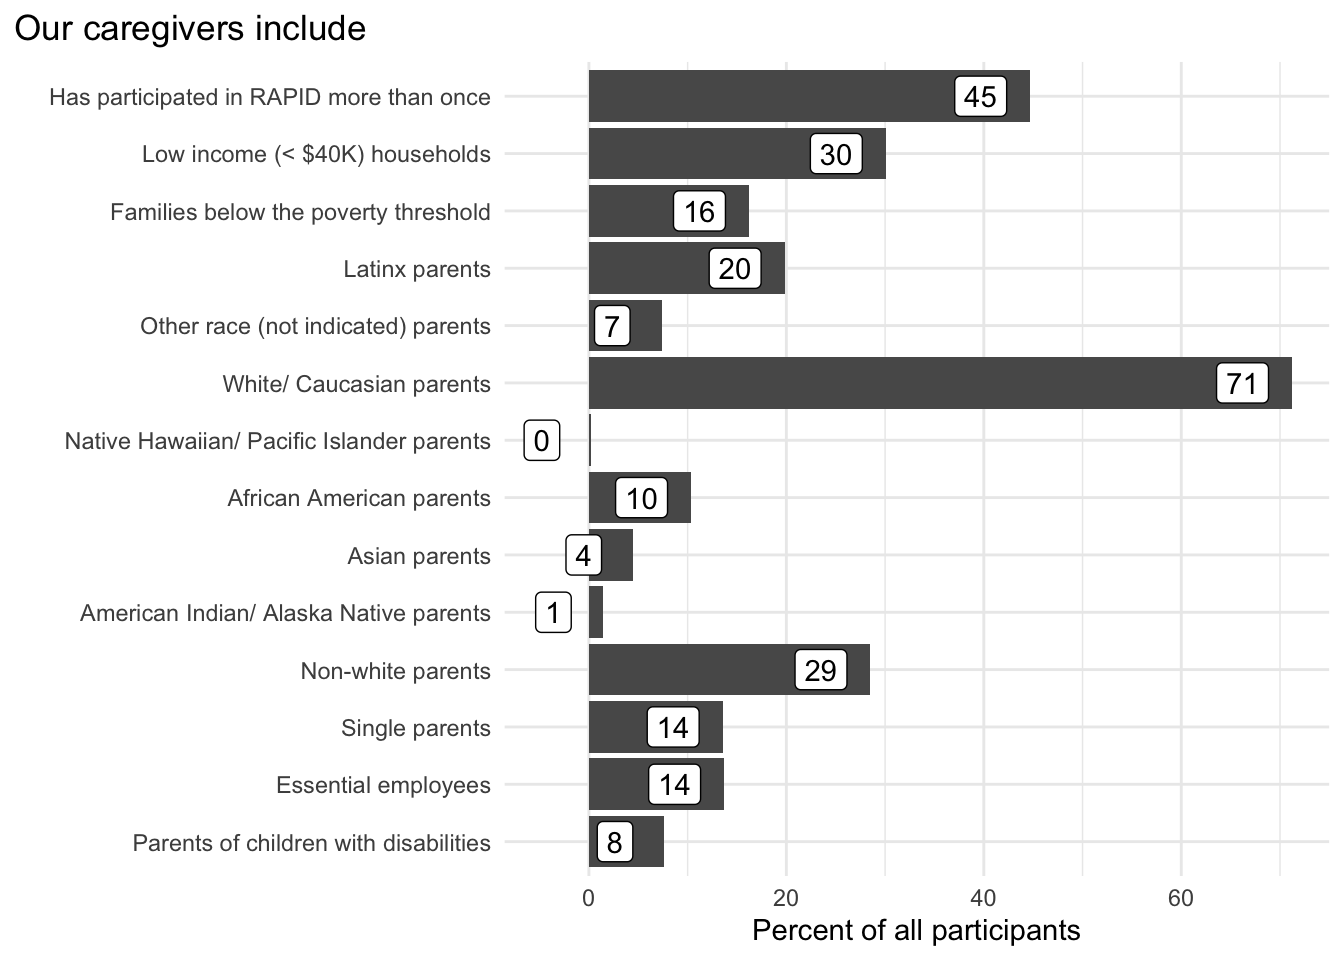 Our caregivers include
Has participated in RAPID more than once 45
Low income (< $40K) households 30
Families below the poverty threshold 16
Latinx parents 20
Other race (not indicated) parents 7
White/ Caucasian parents 71
Native Hawaiian/ Pacific Islander parents 0
African American parents 10
Asian parents 4
American Indian/ Alaska Native parents 1
Non-white parents 29
Single parents 14
Essential employees 14
Parents of children with disabilities 8
0 20 40 60
Percent of all participants